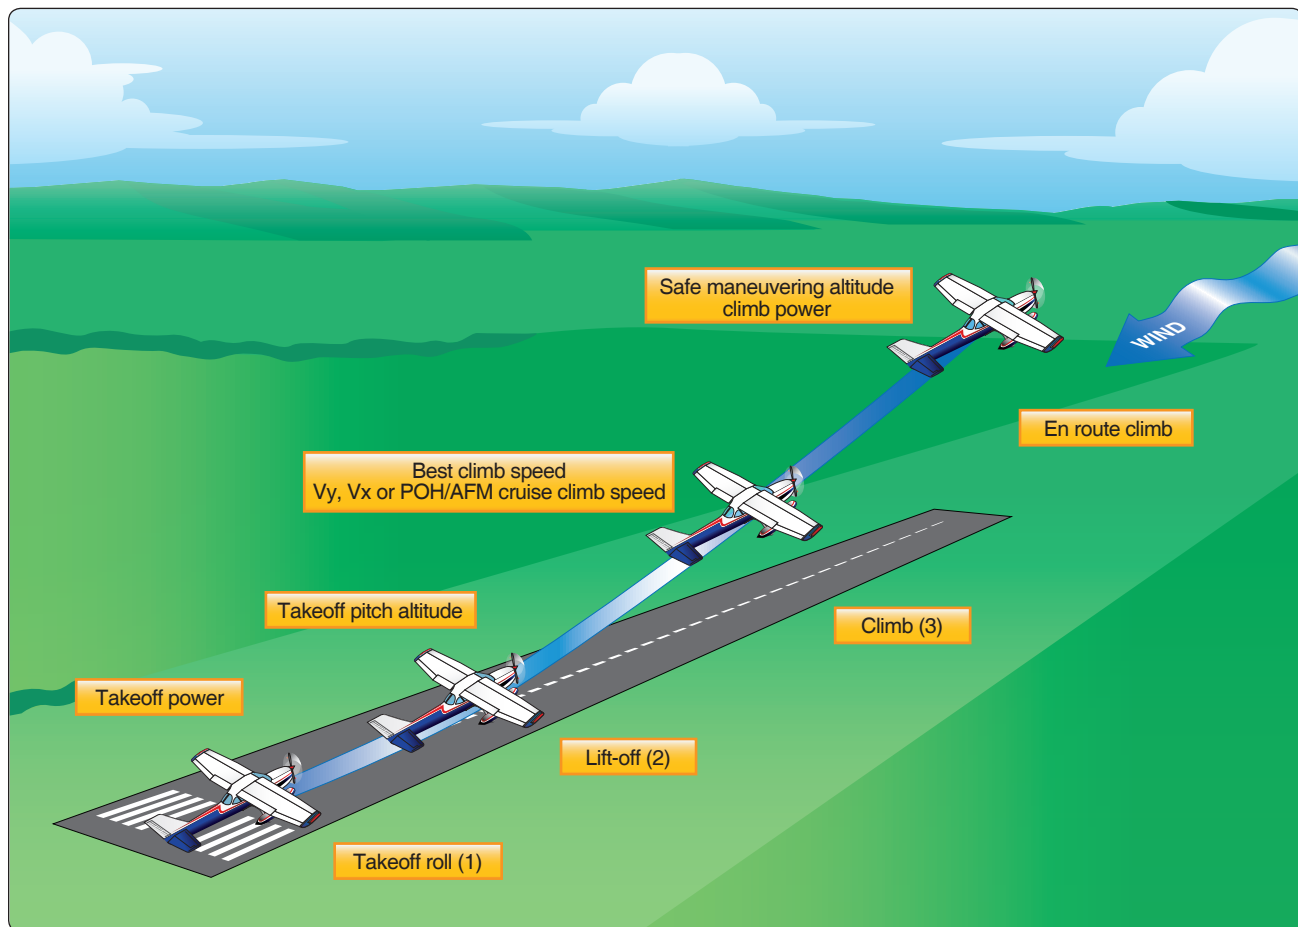 Safe maneuvering altitude
climb power
WIND
En route climb
Best climb speed
Vy, Vx or POH/AFM cruise climb speed
Takeoff pitch altitude
Climb (3)
Takeoff power
Lift-off (2)
Takeoff roll (1)